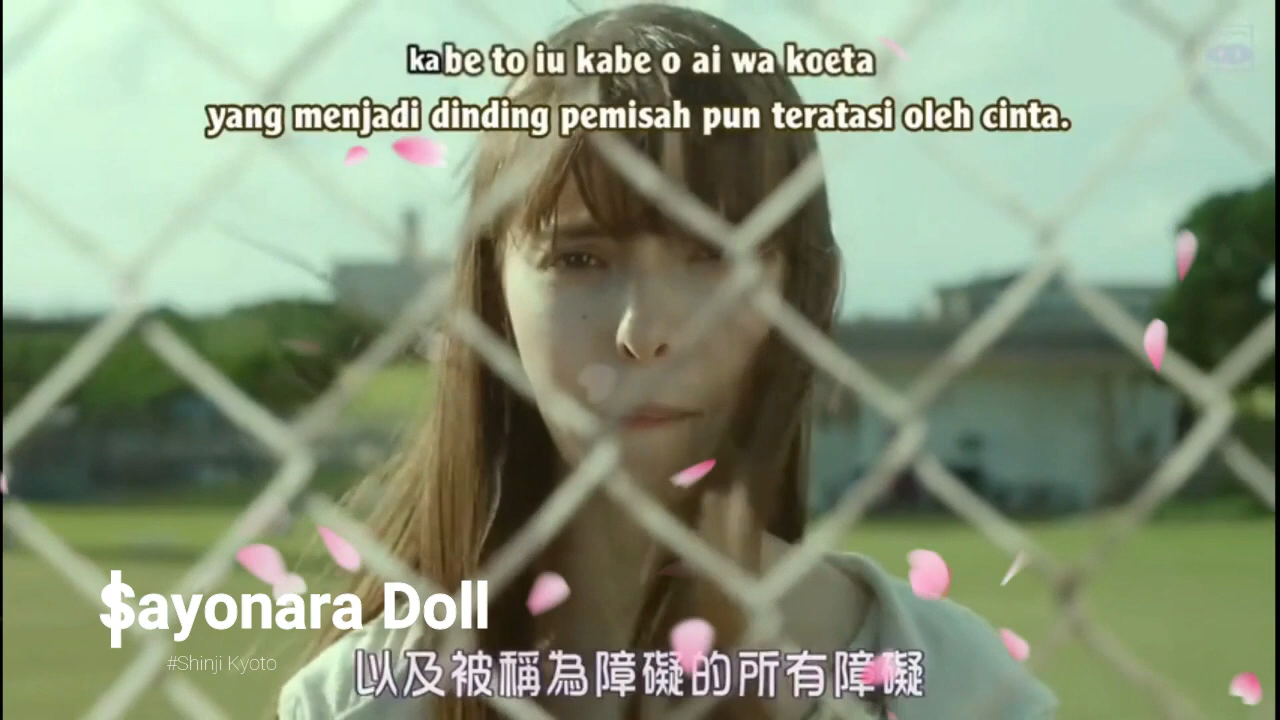 kabe to iu kabe o ai wa koeta
yang menjadi dinding pemisah pun teratasi oleh cinta.
$ayonara Doll
#Shinji Kyoto
以及被稱為障礙的所有障礙